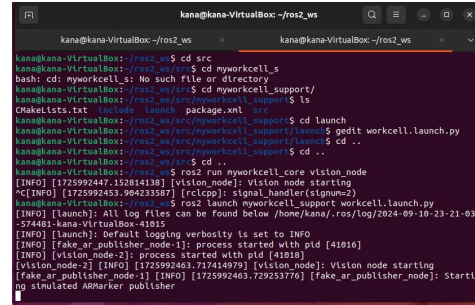 kana@kana-VirtualBox: ~/ros2_ws
kana@kana-VirtualBox: ~/ros2_ws kana@kana-VirtualBox: ~/ros2_ws
kana@kana-VirtualBox:~/ros2_ws$ cd src
kana@kana-VirtualBox:~/ros2_ws/src$ cd myworkcell_s
bash: cd: myworkcell_s: No such file or directory
kana@kana-VirtualBox:~/ros2_ws/src$ cd myworkcell_support/
kana@kana-VirtualBox:~/ros2_ws/src/myworkcell_support$ ls
CMakeLists.txt include launch package.xml src
kana@kana-VirtualBox:~/ros2_ws/src/myworkcell_support$ cd launch
kana@kana-VirtualBox:~/ros2_ws/src/myworkcell_support/launch$ gedit workcell.launch.py
kana@kana-VirtualBox:~/ros2_ws/src/myworkcell_support/launch$ cd ..
kana@kana-VirtualBox:~/ros2_ws/src/myworkcell_support$ cd ..
kana@kana-VirtualBox:~/ros2_ws/src$ cd ..
kana@kana-VirtualBox:~/ros2_ws$ ros2 run myworkcell_core vision_node
[INFO] [1725992447.152814138] [vision_node]: Vision node starting
^C[INFO] [1725992453.904233587] [rclcpp]: signal_handler(signum=2)
kana@kana-VirtualBox:~/ros2_ws$ ros2 launch myworkcell_support workcell.launch.py
[INFO] [launch]: All log files can be found below /home/kana/.ros/log/2024-09-10-23-21-03
-574481-kana-VirtualBox-41015
[INFO] [launch]: Default logging verbosity is set to INFO
[INFO] [fake_ar_publisher_node-1]: process started with pid [41016]
[INFO] [vision_node-2]: process started with pid [41018]
[vision_node-2] [INFO] [1725992463.717414979] [vision_node]: Vision node starting
[fake_ar_publisher_node-1] [INFO] [1725992463.729253776] [fake_ar_publisher_node]: Starti
ng simulated ARMarker publisher